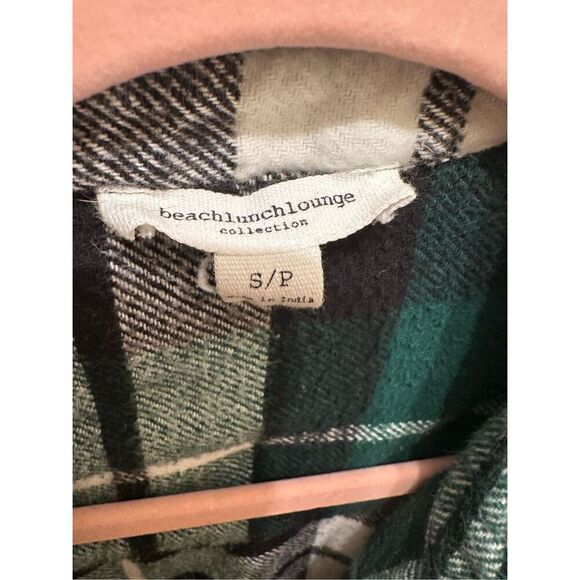 beachlunchlounge
collection
S/P
in India